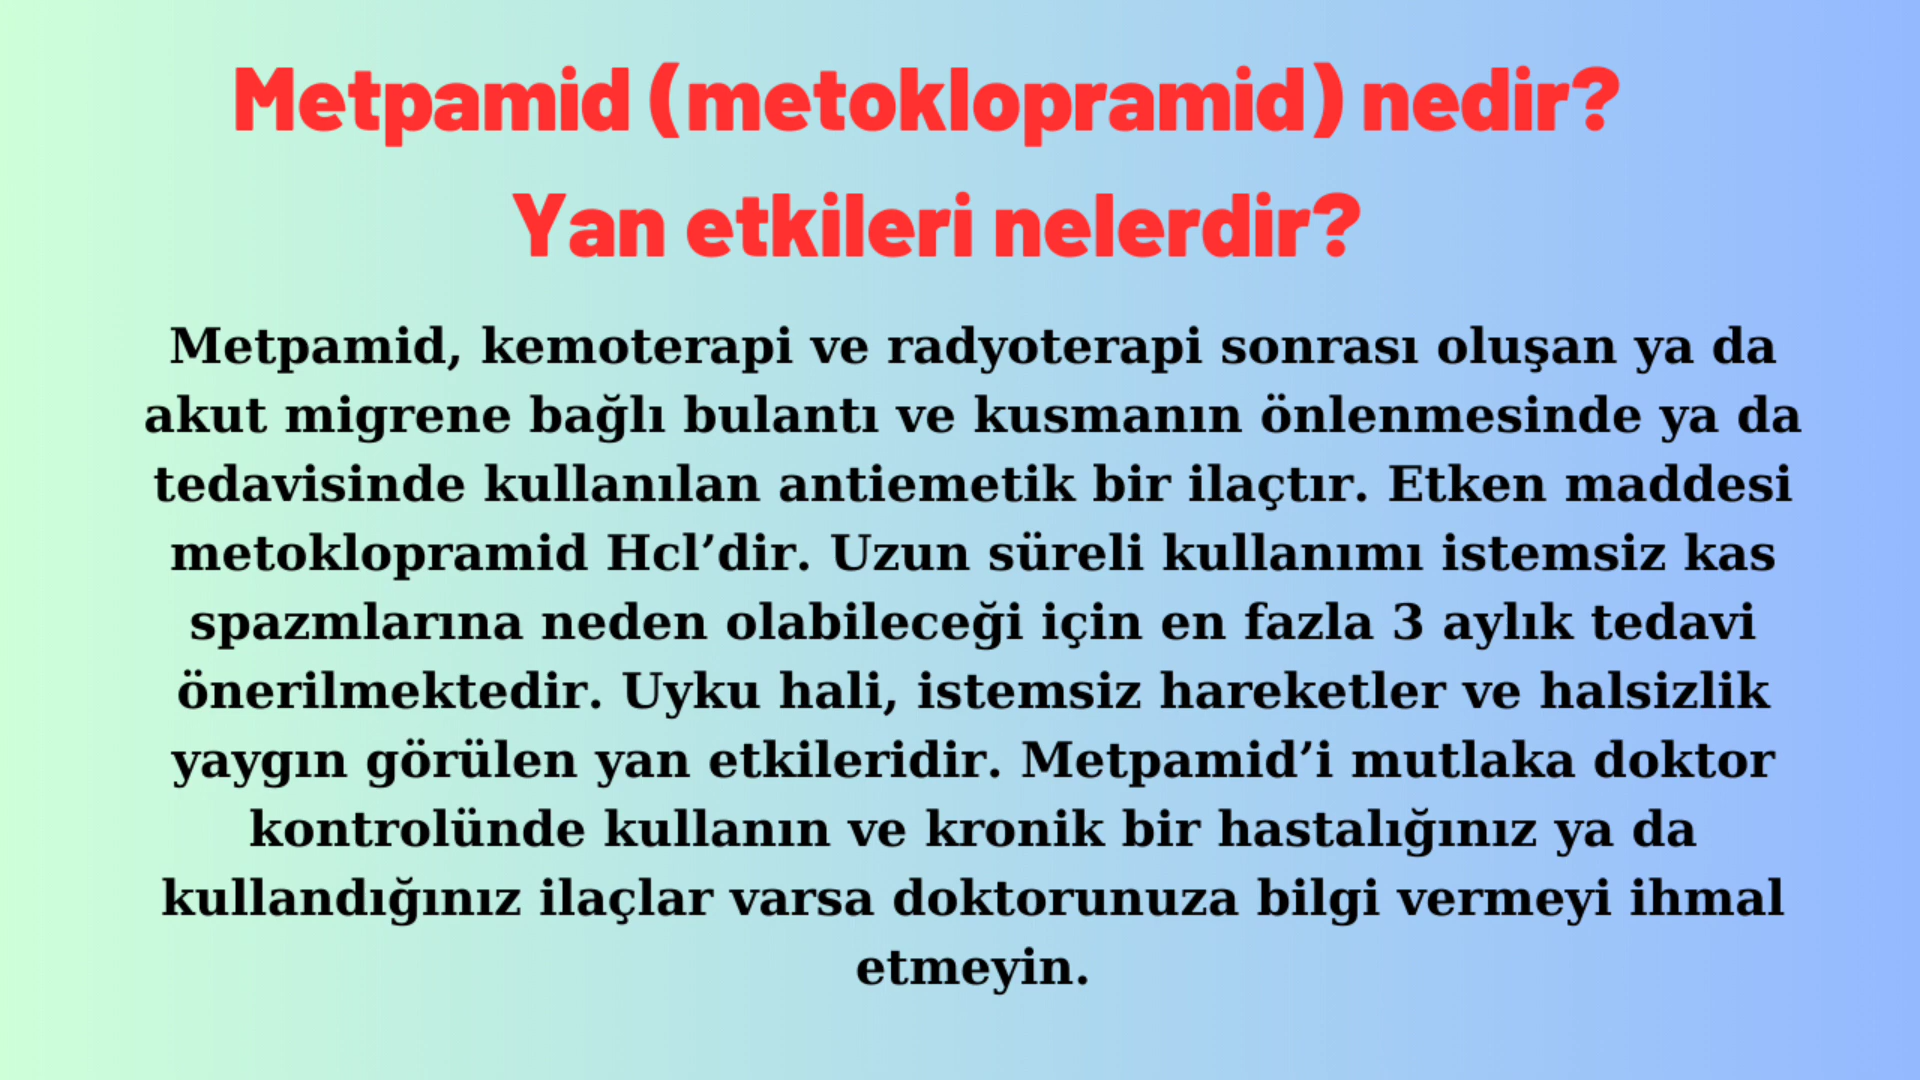 Metpamid (metoklopramid) nedir?
Yan etkileri nelerdir?
Metpamid, kemoterapi ve radyoterapi sonrası oluşan ya da
akut migrene bağlı bulantı ve kusmanın önlenmesinde ya da
tedavisinde kullanılan antiemetik bir ilaçtır. Etken maddesi
metoklopramid Hcl’dir. Uzun süreli kullanımı istemsiz kas
spazmlarına neden olabileceği için en fazla 3 aylık tedavi
önerilmektedir. Uyku hali, istemsiz hareketler ve halsizlik
yaygın görülen yan etkileridir. Metpamid’i mutlaka doktor
kontrolünde kullanın ve kronik bir hastalığınız ya da
kullandığınız ilaçlar varsa doktorunuza bilgi vermeyi ihmal
etmeyin.